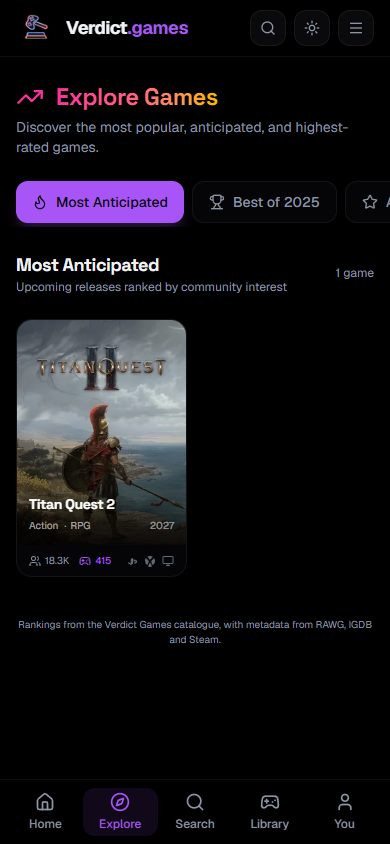 Verdict.games
Explore Games
Discover the most popular, anticipated, and highest-
rated games.
Most Anticipated
Best of 2025
A
Most Anticipated
Upcoming releases ranked by community interest
1 game
TITAN QUEST
II
Titan Quest 2
Action · RPG
2027
18.3K
415
Rankings from the Verdict Games catalogue, with metadata from RAWG, IGDB
and Steam.
Home
Explore
Search
Library
You